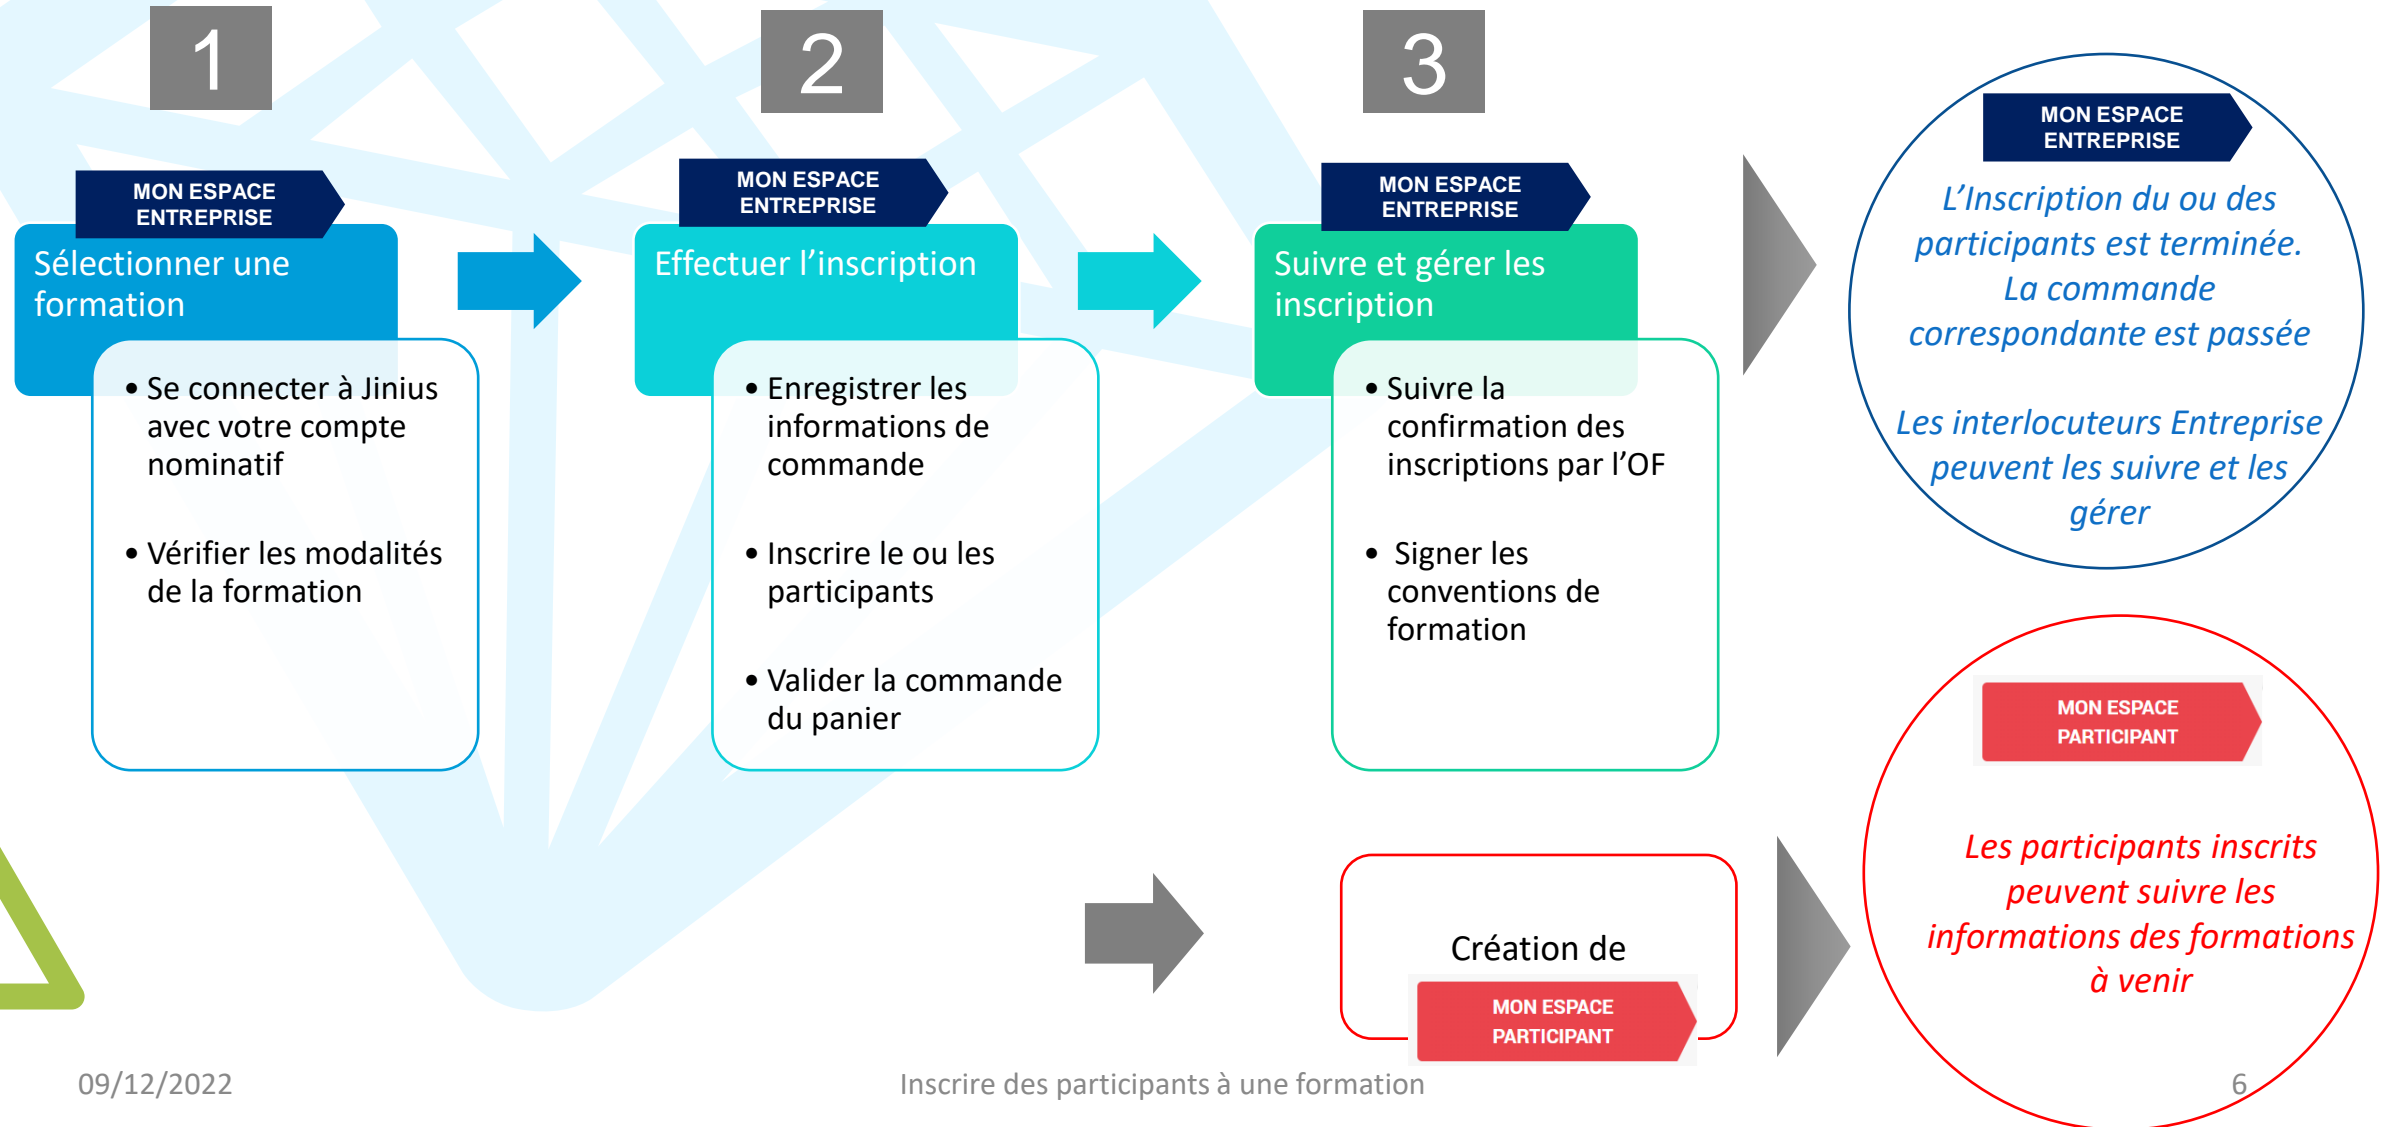 1
MON ESPACE
ENTREPRISE
Sélectionner une
formation
• Se connecter à Jinius
avec votre compte
nominatif
• Vérifier les modalités
de la formation
2
MON ESPACE
ENTREPRISE
Effectuer l’inscription
• Enregistrer les
informations de
commande
• Inscrire le ou les
participants
• Valider la commande
du panier
3
MON ESPACE
ENTREPRISE
Suivre et gérer les
inscription
• Suivre la
confirmation des
inscriptions par l’OF
• Signer les
conventions de
formation
MON ESPACE
ENTREPRISE
L’Inscription du ou des
participants est terminée.
La commande
correspondante est passée
Les interlocuteurs Entreprise
peuvent les suivre et les
gérer
Création de
MON ESPACE
PARTICIPANT
MON ESPACE
PARTICIPANT
Les participants inscrits
peuvent suivre les
informations des formations
à venir
09/12/2022
Inscrire des participants à une formation
6